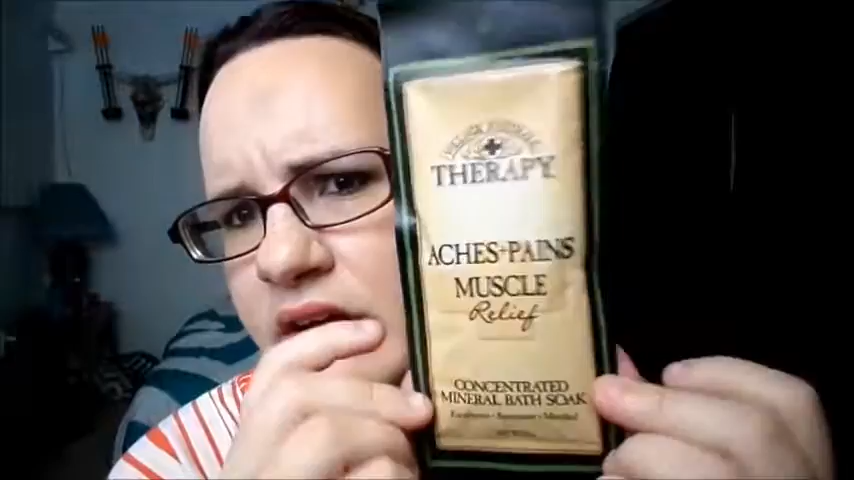 THERAPY
ACHES+PAINS
MUSCLE
Relief
CONCENTRATED
MINERAL BATH SOAK